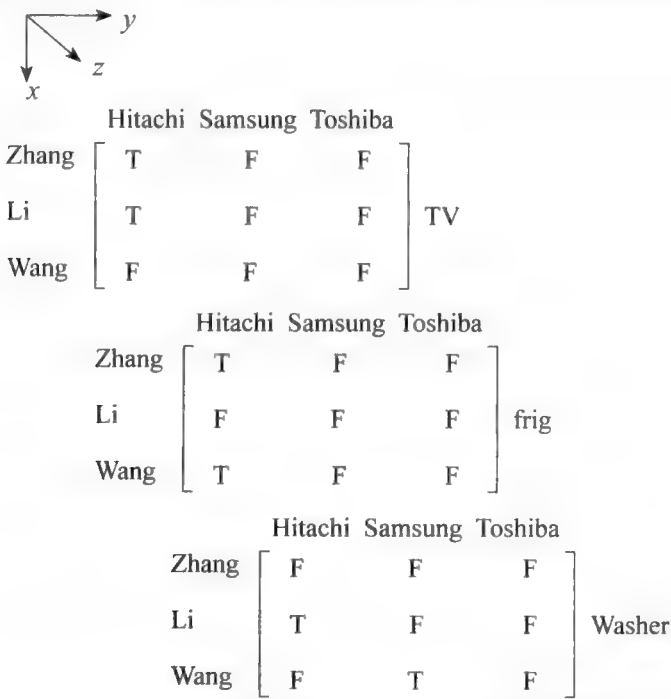 y
z
x
Hitachi Samsung Toshiba
Zhang T F F
Li T F F TV
Wang F F F
Hitachi Samsung Toshiba
Zhang T F F
Li F F F frig
Wang T F F
Hitachi Samsung Toshiba
Zhang F F F
Li T F F Washer
Wang F T F